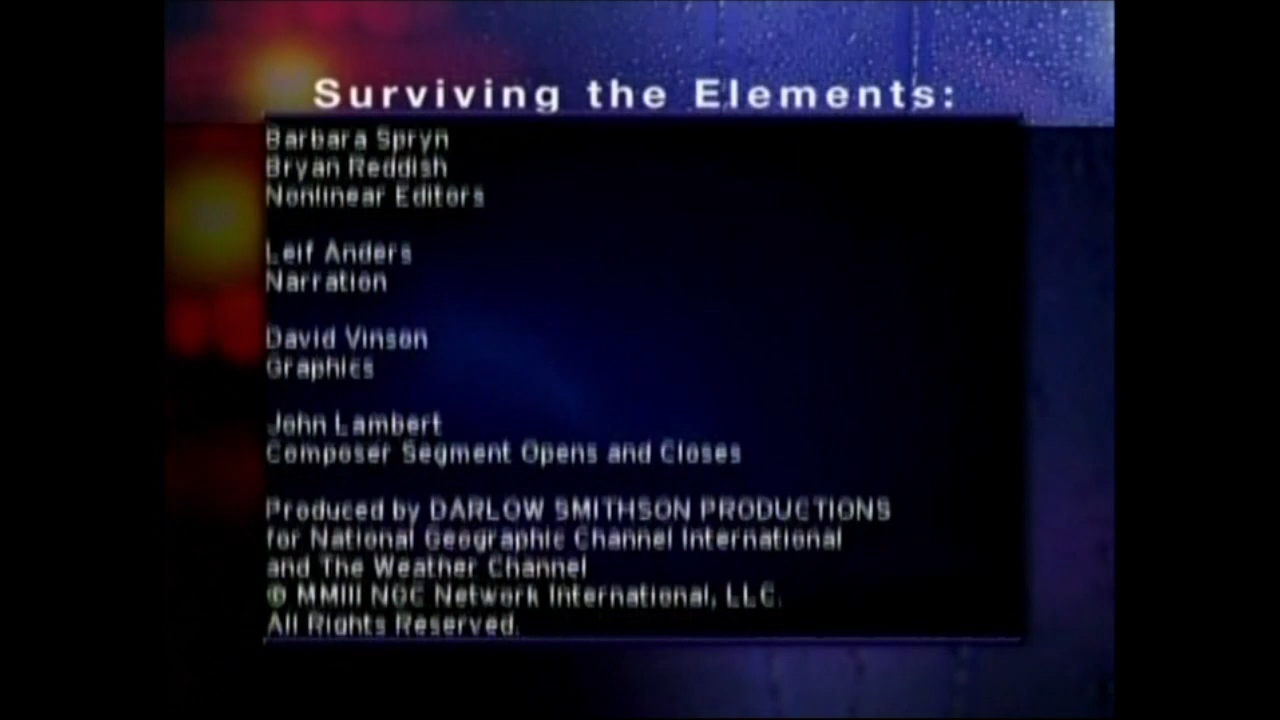 Surviving the Elements:
Barbara Spryn
Bryan Reddish
Nonlinear Editors
Leif Anders
Narration
David Vinson
Graphics
John Lambert
Composer Segment Opens and Closes
Produced by DARLOW SMITHSON PRODUCTIONS
for National Geographic Channel International
and The Weather Channel
© MMIII NGC Network International, LLC.
All Rights Reserved.